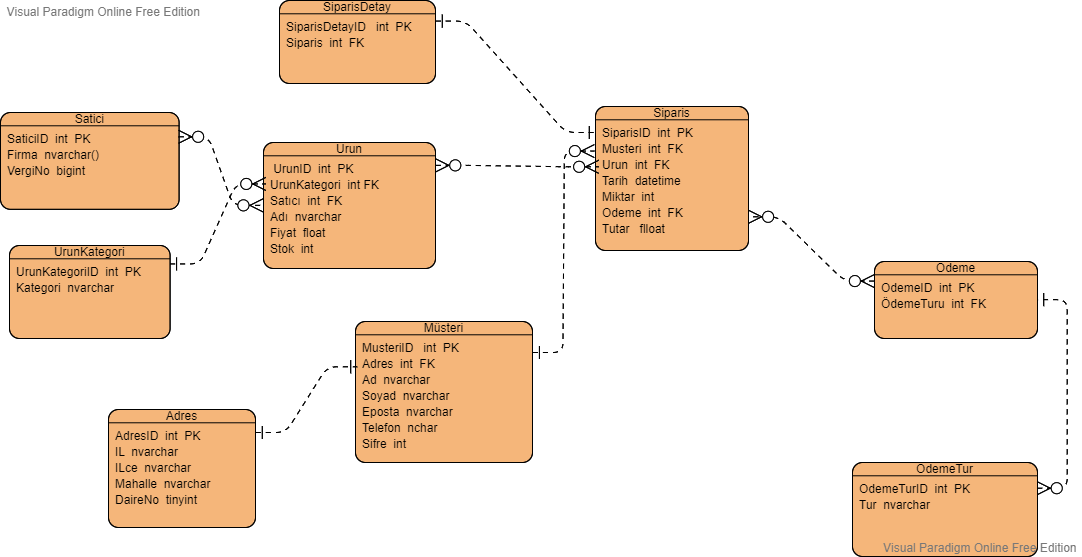 Visual Paradigm Online Free Edition
SiparisDetay
SiparisDetayID int PK
Siparis int FK
Satici
SaticiID int PK
Firma nvarchar()
VergiNo bigint
Urun
UrunID int PK
UrunKategori int FK
Satıcı int FK
Adı nvarchar
Fiyat float
Stok int
Siparis
SiparisID int PK
Musteri int FK
Urun int FK
Tarih datetime
Miktar int
Odeme int FK
Tutar flloat
UrunKategori
UrunKategoriID int PK
Kategori nvarchar
Odeme
OdemeID int PK
ÖdemeTuru int FK
Müsteri
MusteriID int PK
Adres int FK
Ad nvarchar
Soyad nvarchar
Eposta nvarchar
Telefon nchar
Sifre int
Adres
AdresID int PK
IL nvarchar
ILce nvarchar
Mahalle nvarchar
DaireNo tinyint
OdemeTur
OdemeTurID int PK
Tur nvarchar
Visual Paradigm Online Free Edition